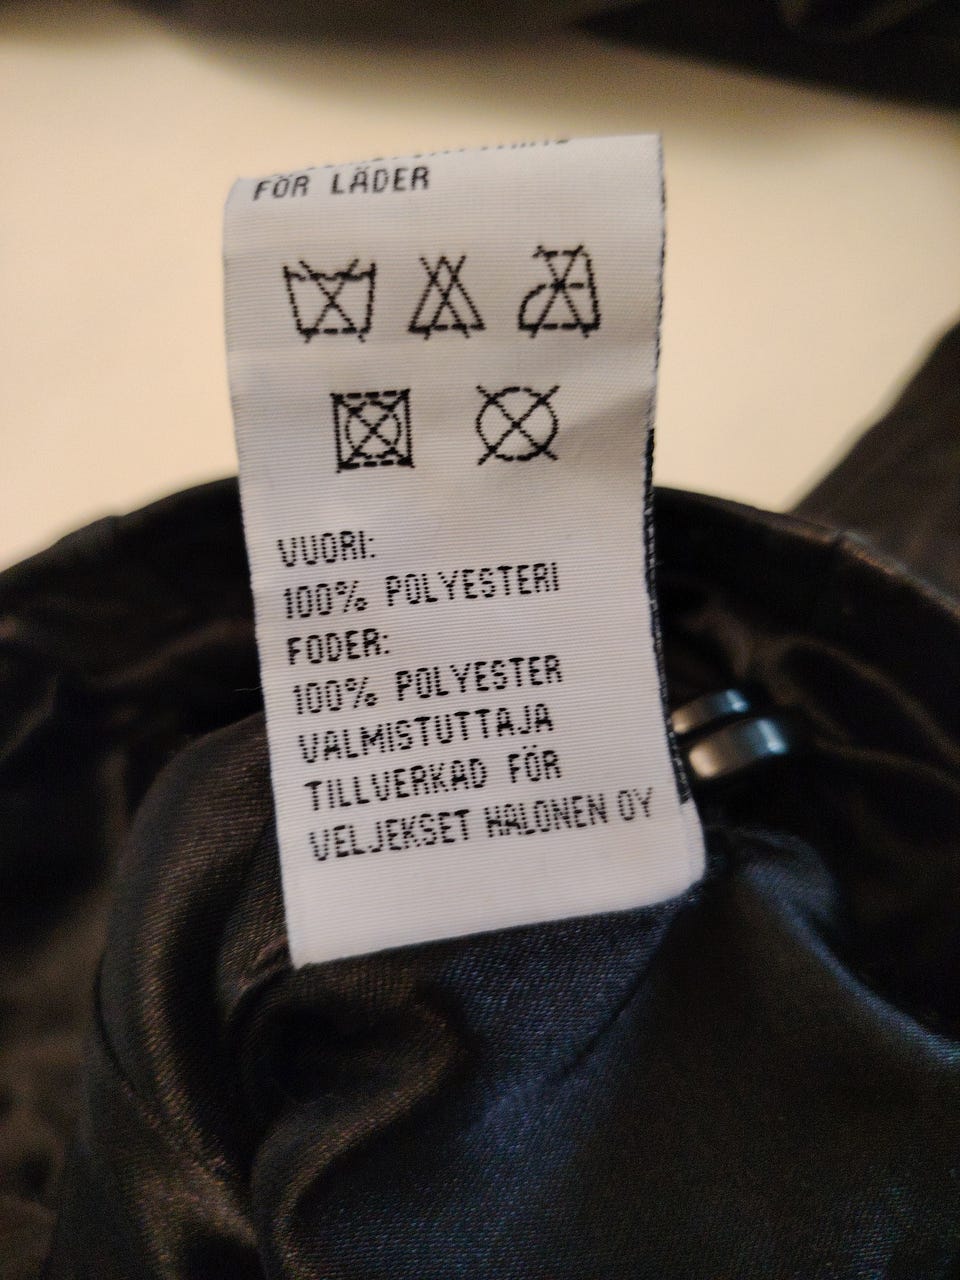 FÖR LÄDER
VUORI:
100% POLYESTERI
FODER:
100% POLYESTER
VALMISTUTTAJA
TILLVERKAD FÖR
VELJEKSET HALONEN OY